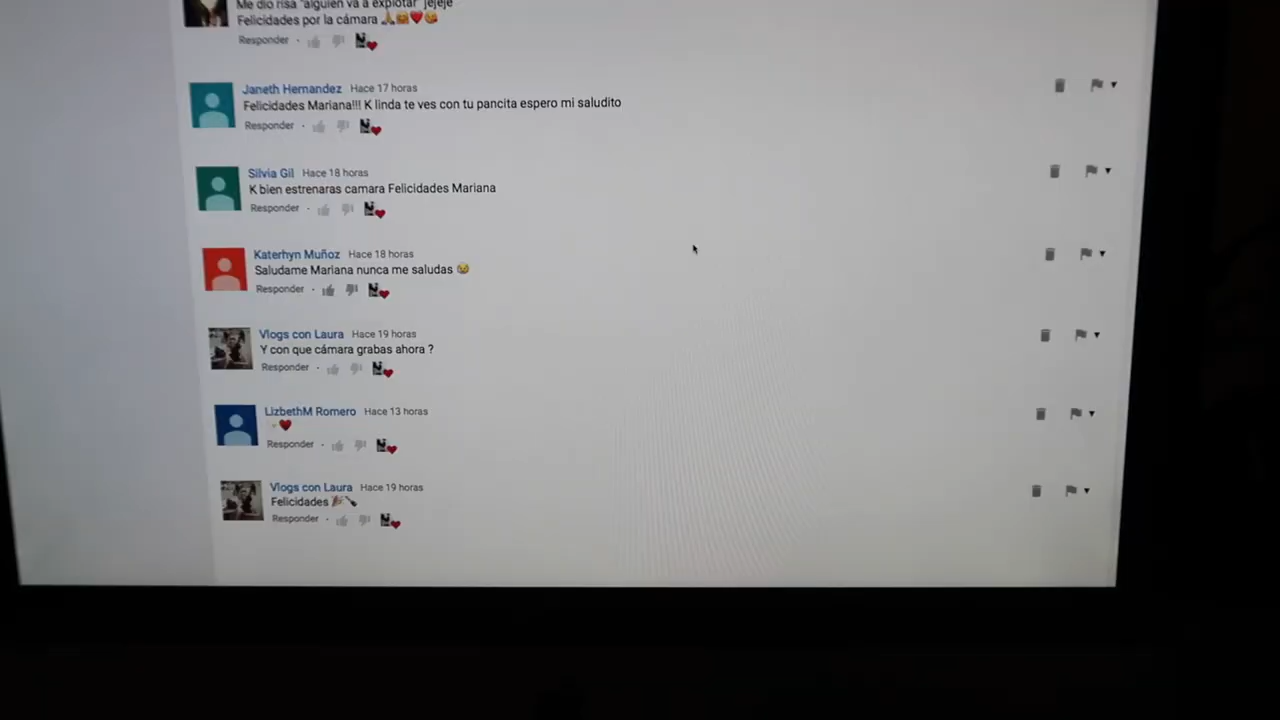 Me dio risa "alguien va a explotar" jejeje
Felicidades por la cámara 🙏🤗❤️😘
Responder ·
Janeth Hernandez Hace 17 horas
Felicidades Mariana!!! K linda te ves con tu pancita espero mi saludito
Responder ·
Silvia Gil Hace 18 horas
K bien estrenaras camara Felicidades Mariana
Responder ·
Katerhyn Muñoz Hace 18 horas
Saludame Mariana nunca me saludas 😂
Responder ·
Vlogs con Laura Hace 19 horas
Y con que cámara grabas ahora ?
Responder ·
LizbethM Romero Hace 13 horas
❤️
Responder ·
Vlogs con Laura Hace 19 horas
Felicidades 🎉🍾
Responder ·